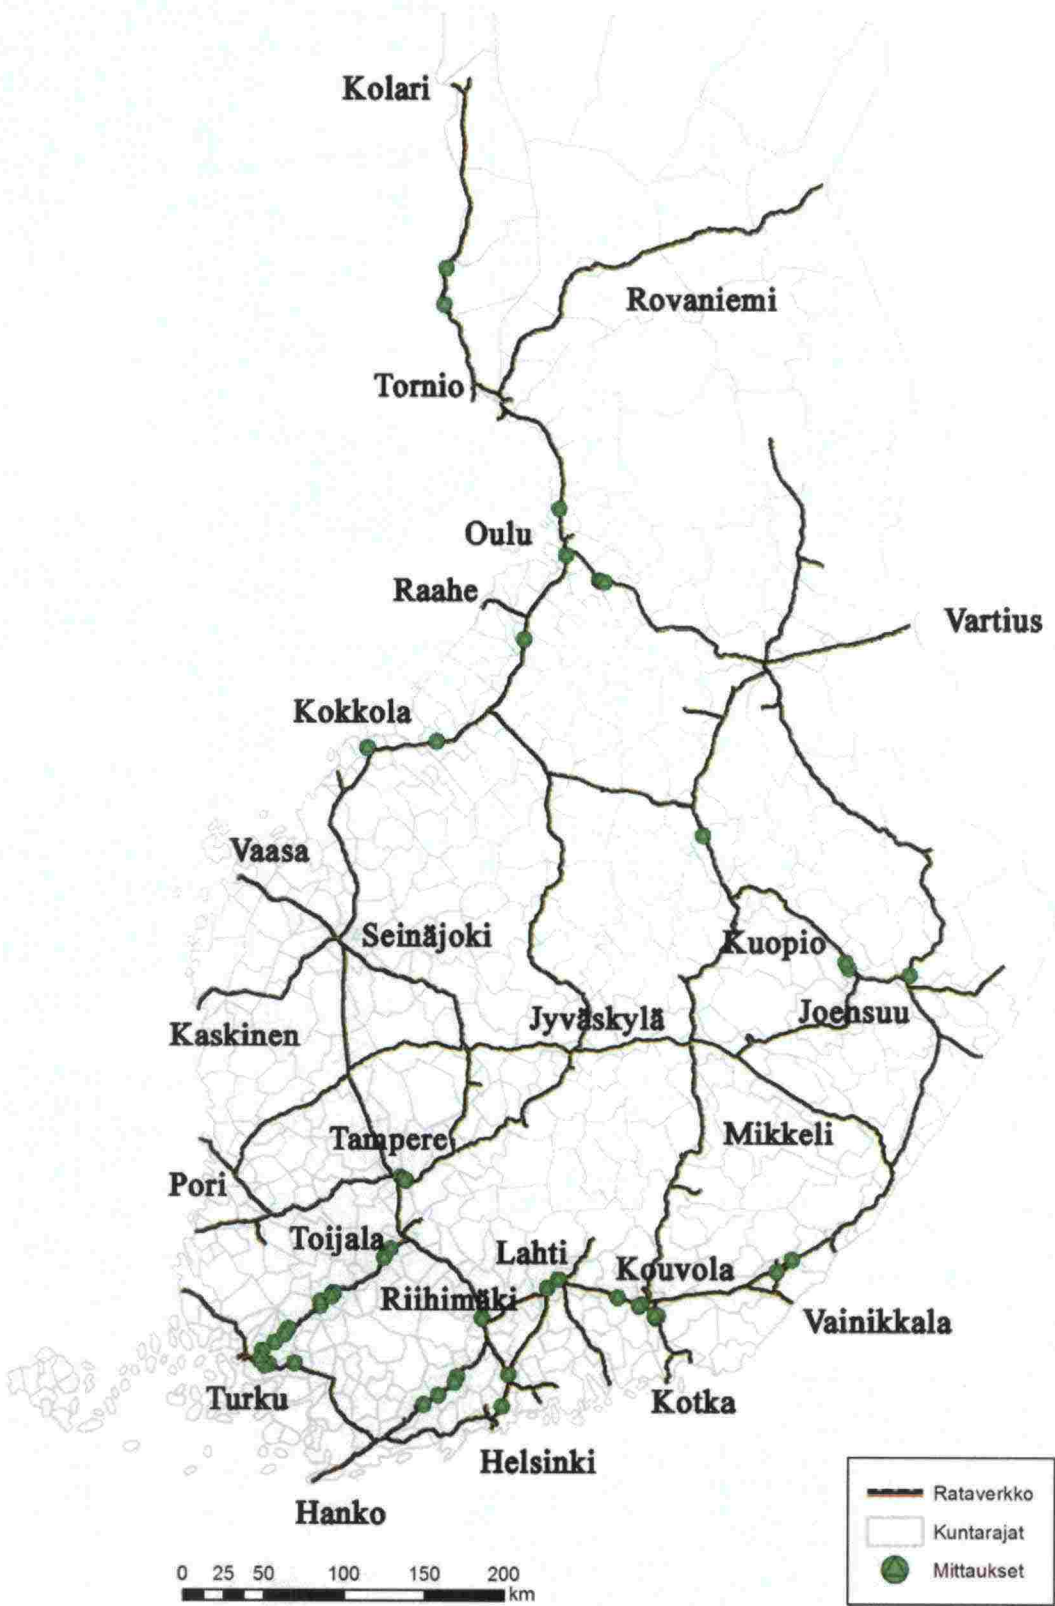 Kolari
Rovaniemi
Tornio
Oulu
Raahe
Vartius
Kokkola
Vaasa
Seinäjoki
Kuopio
Kaskinen
Jyväskylä
Joensuu
Tampere
Mikkeli
Pori
Toijala
Lahti
Kouvola
Riihimäki
Vainikkala
Turku
Kotka
Helsinki
Hanko
Rataverkko
Kuntarajat
Mittaukset
0 25 50 100 150 200
km